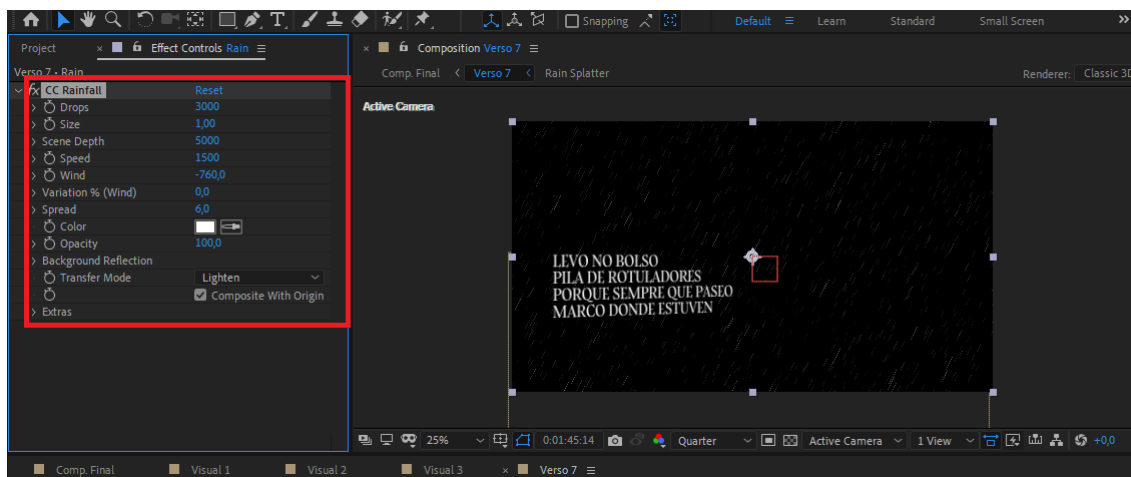 Snapping
Default
Learn
Standard
Small Screen
Project
Effect Controls Rain
Verso 7 • Rain
fx CC Rainfall Reset
Drops 3000
Size 1,00
Scene Depth 5000
Speed 1500
Wind -760,0
Variation % (Wind) 0,0
Spread 6,0
Color
Opacity 100,0
Background Reflection
Transfer Mode Lighten
Composite With Origin
Extras
Composition Verso 7
Comp. Final Verso 7 Rain Splatter
Renderer: Classic 3D
Active Camera
LEVO NO BOLSO
PILA DE ROTULADORES
PORQUE SEMPRE QUE PASEO
MARCO DONDE ESTUVEN
25% 0:01:45:14 Quarter Active Camera 1 View +0,0
Comp. Final Visual 1 Visual 2 Visual 3 Verso 7